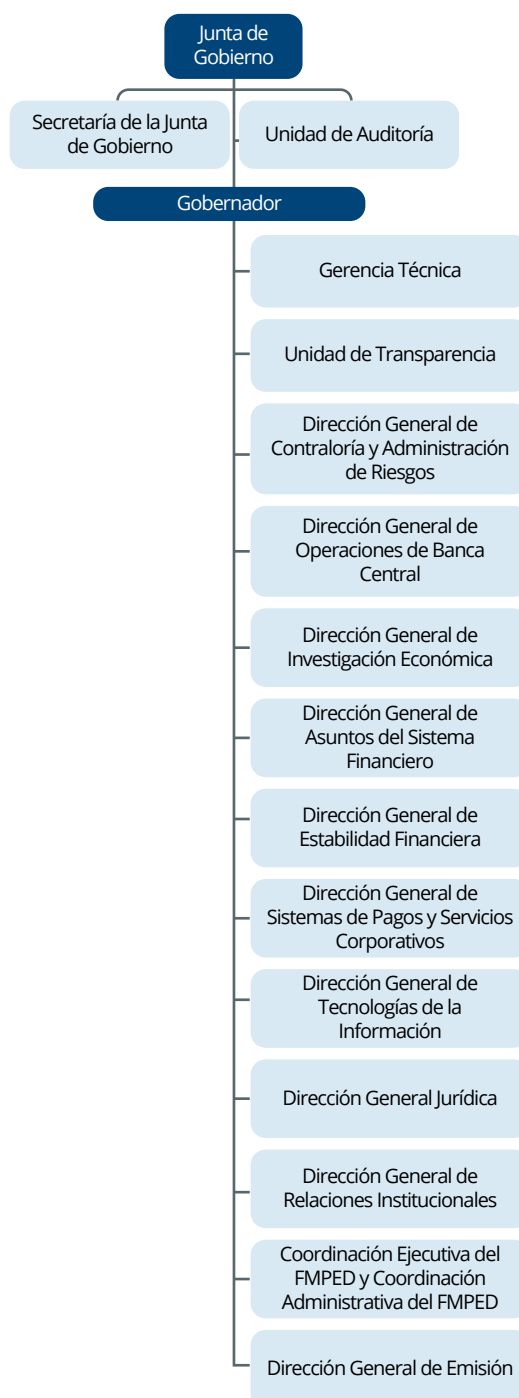 Junta de
Gobierno
Secretaría de la Junta
de Gobierno
Unidad de Auditoría
Gobernador
Gerencia Técnica
Unidad de Transparencia
Dirección General de
Contraloría y Administración
de Riesgos
Dirección General de
Operaciones de Banca
Central
Dirección General de
Investigación Económica
Dirección General de
Asuntos del Sistema
Financiero
Dirección General de
Estabilidad Financiera
Dirección General de
Sistemas de Pagos y Servicios
Corporativos
Dirección General de
Tecnologías de la
Información
Dirección General Jurídica
Dirección General de
Relaciones Institucionales
Coordinación Ejecutiva del
FMPED y Coordinación
Administrativa del FMPED
Dirección General de Emisión